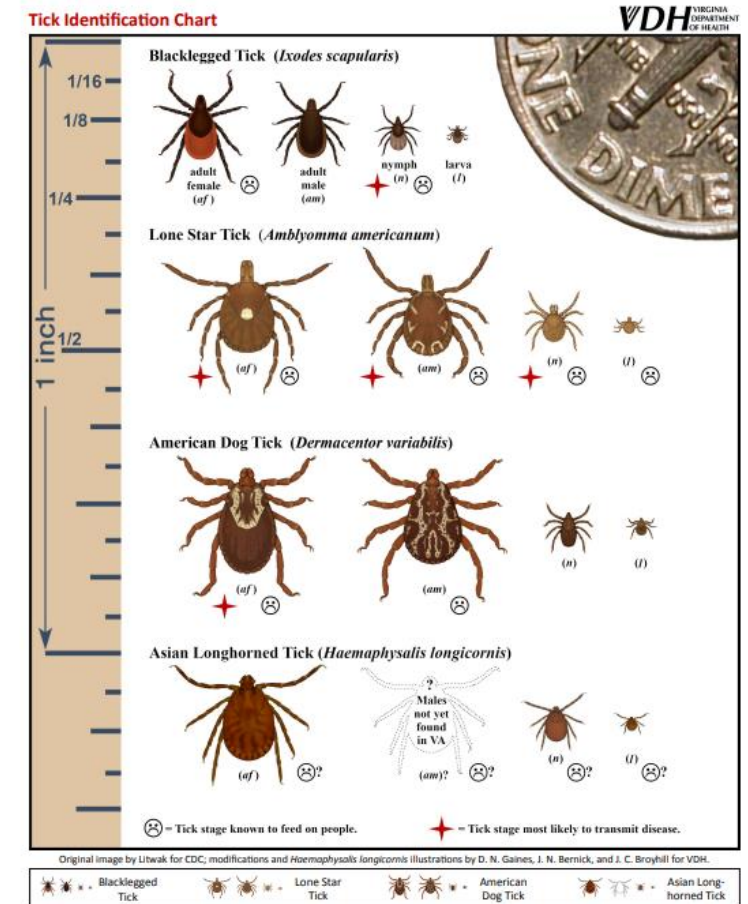 Tick Identification Chart
VDH VIRGINIA
DEPARTMENT
OF HEALTH
Blacklegged Tick (Ixodes scapularis)
1/16
1/8
1/4
1/2
1 inch
ONE DIME
adult
female
(af)
adult
male
(am)
nymph
(n)
larva
(l)
Lone Star Tick (Amblyomma americanum)
(af)
(am)
(n)
(l)
American Dog Tick (Dermacentor variabilis)
(af)
(am)
(n)
(l)
Asian Longhorned Tick (Haemaphysalis longicornis)
?
Males
not yet
found
in VA
(af)
?
(am)?
?
(n)
?
(l)
?
= Tick stage known to feed on people.
= Tick stage most likely to transmit disease.
Original image by Litwak for CDC; modifications and Haemaphysalis longicornis illustrations by D. N. Gaines, J. N. Bernick, and J. C. Broyhill for VDH.
Blacklegged
Tick
Lone Star
Tick
American
Dog Tick
Asian Long-
horned Tick